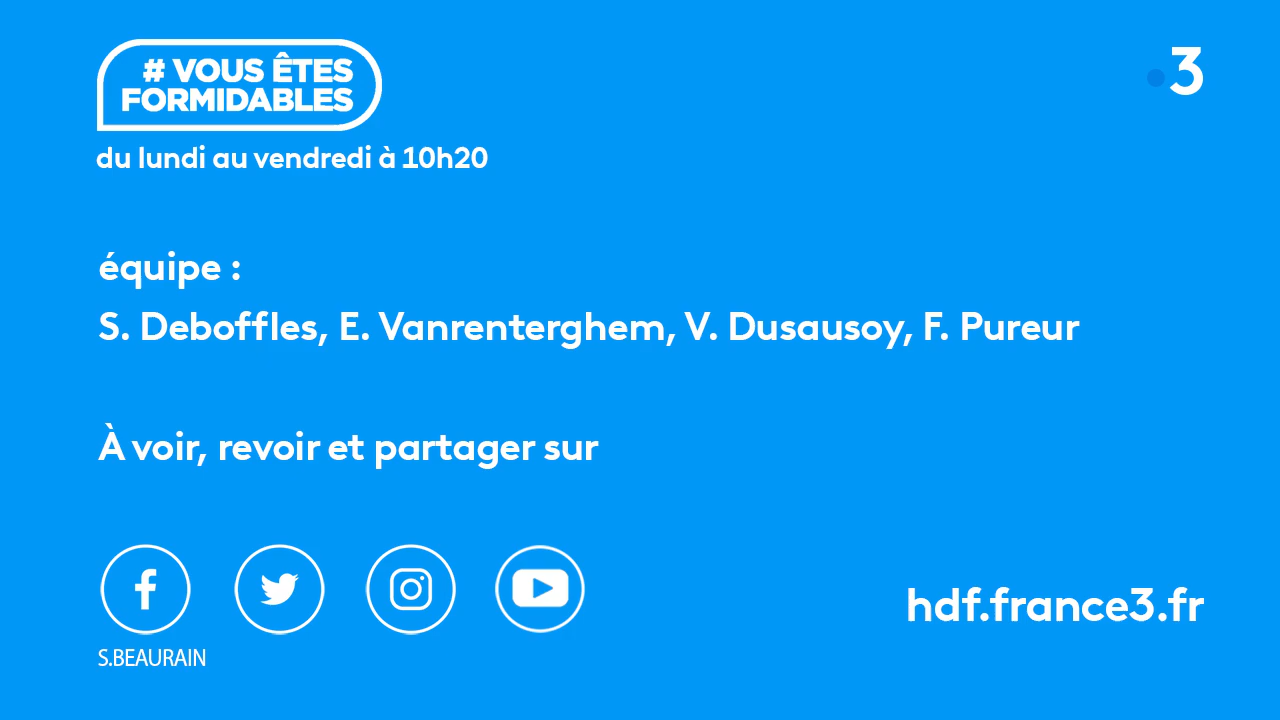 # VOUS ÊTES
FORMIDABLES
3
du lundi au vendredi à 10h20
équipe :
S. Deboffles, E. Vanrenterghem, V. Dusausoy, F. Pureur
À voir, revoir et partager sur
hdf.france3.fr
S.BEAURAIN